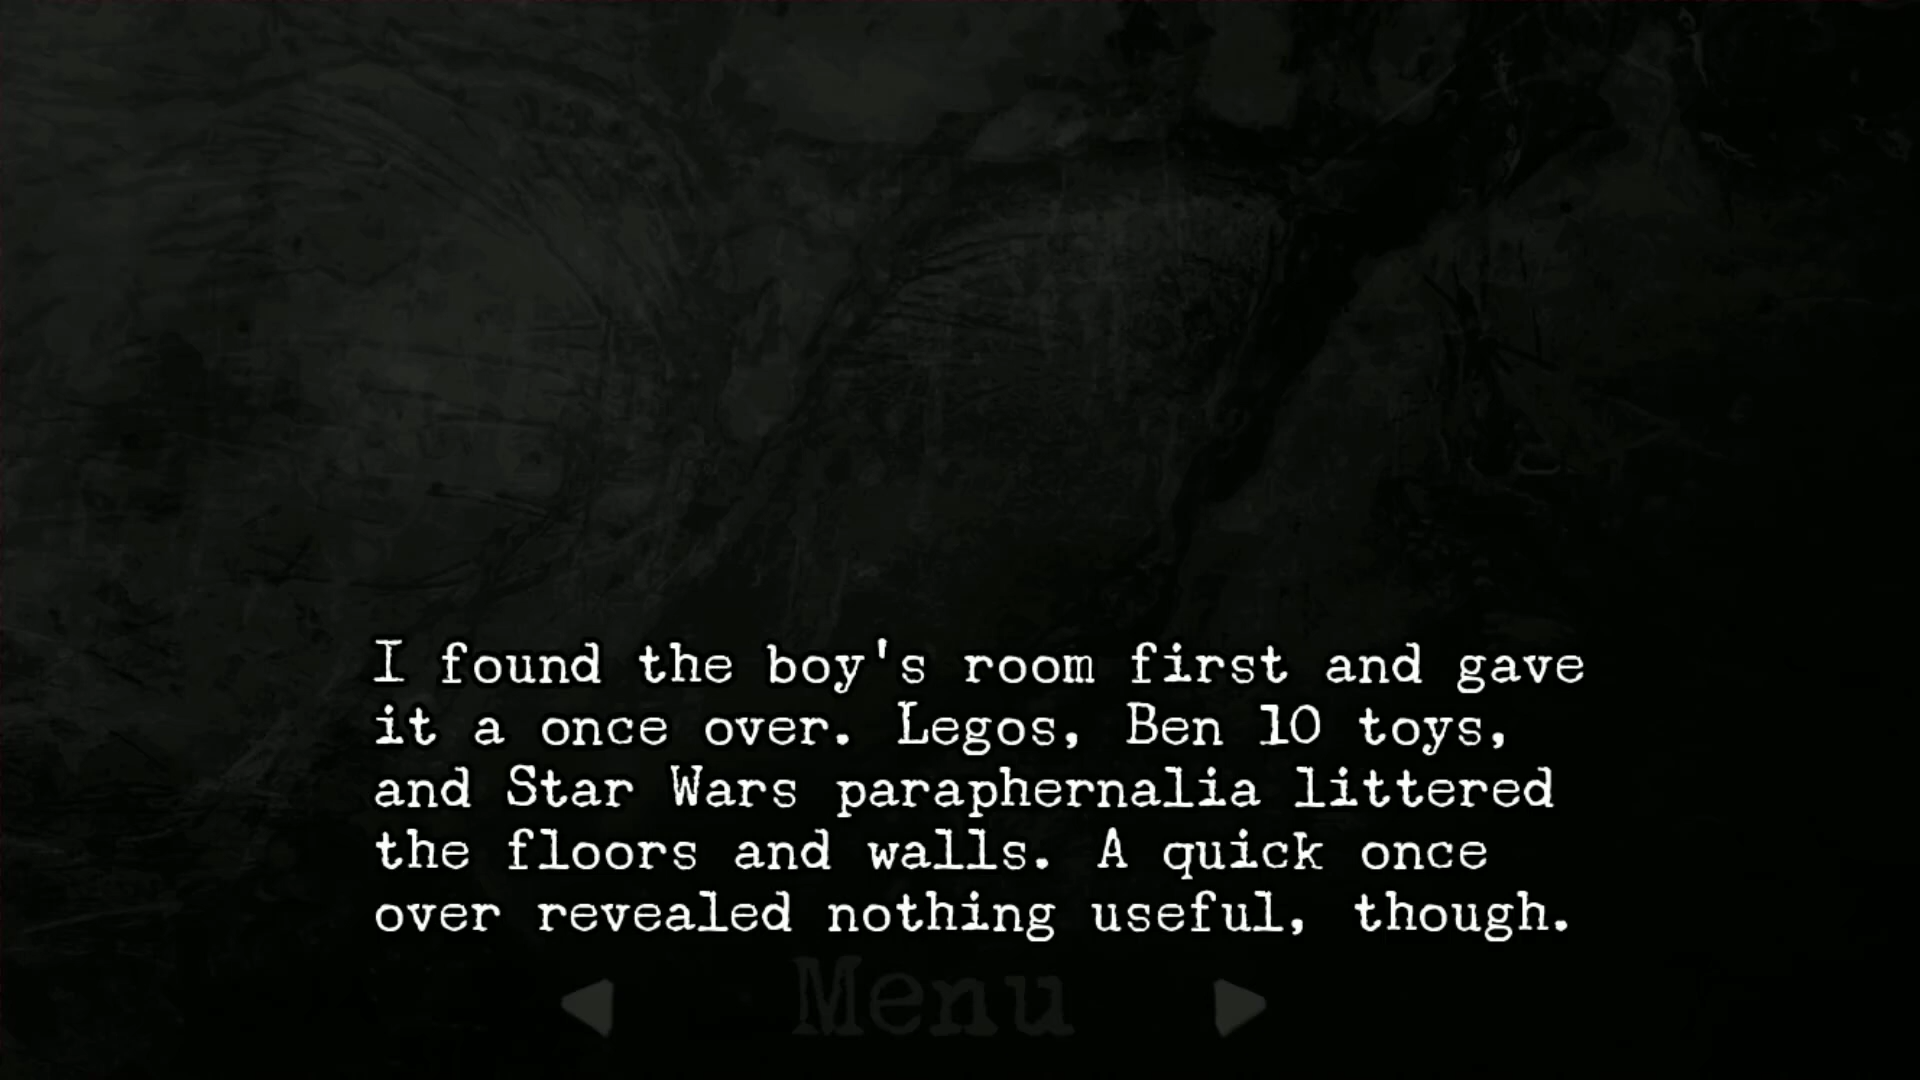 I found the boy's room first and gave
it a once over. Legos, Ben 10 toys,
and Star Wars paraphernalia littered
the floors and walls. A quick once
over revealed nothing useful, though.
Menu